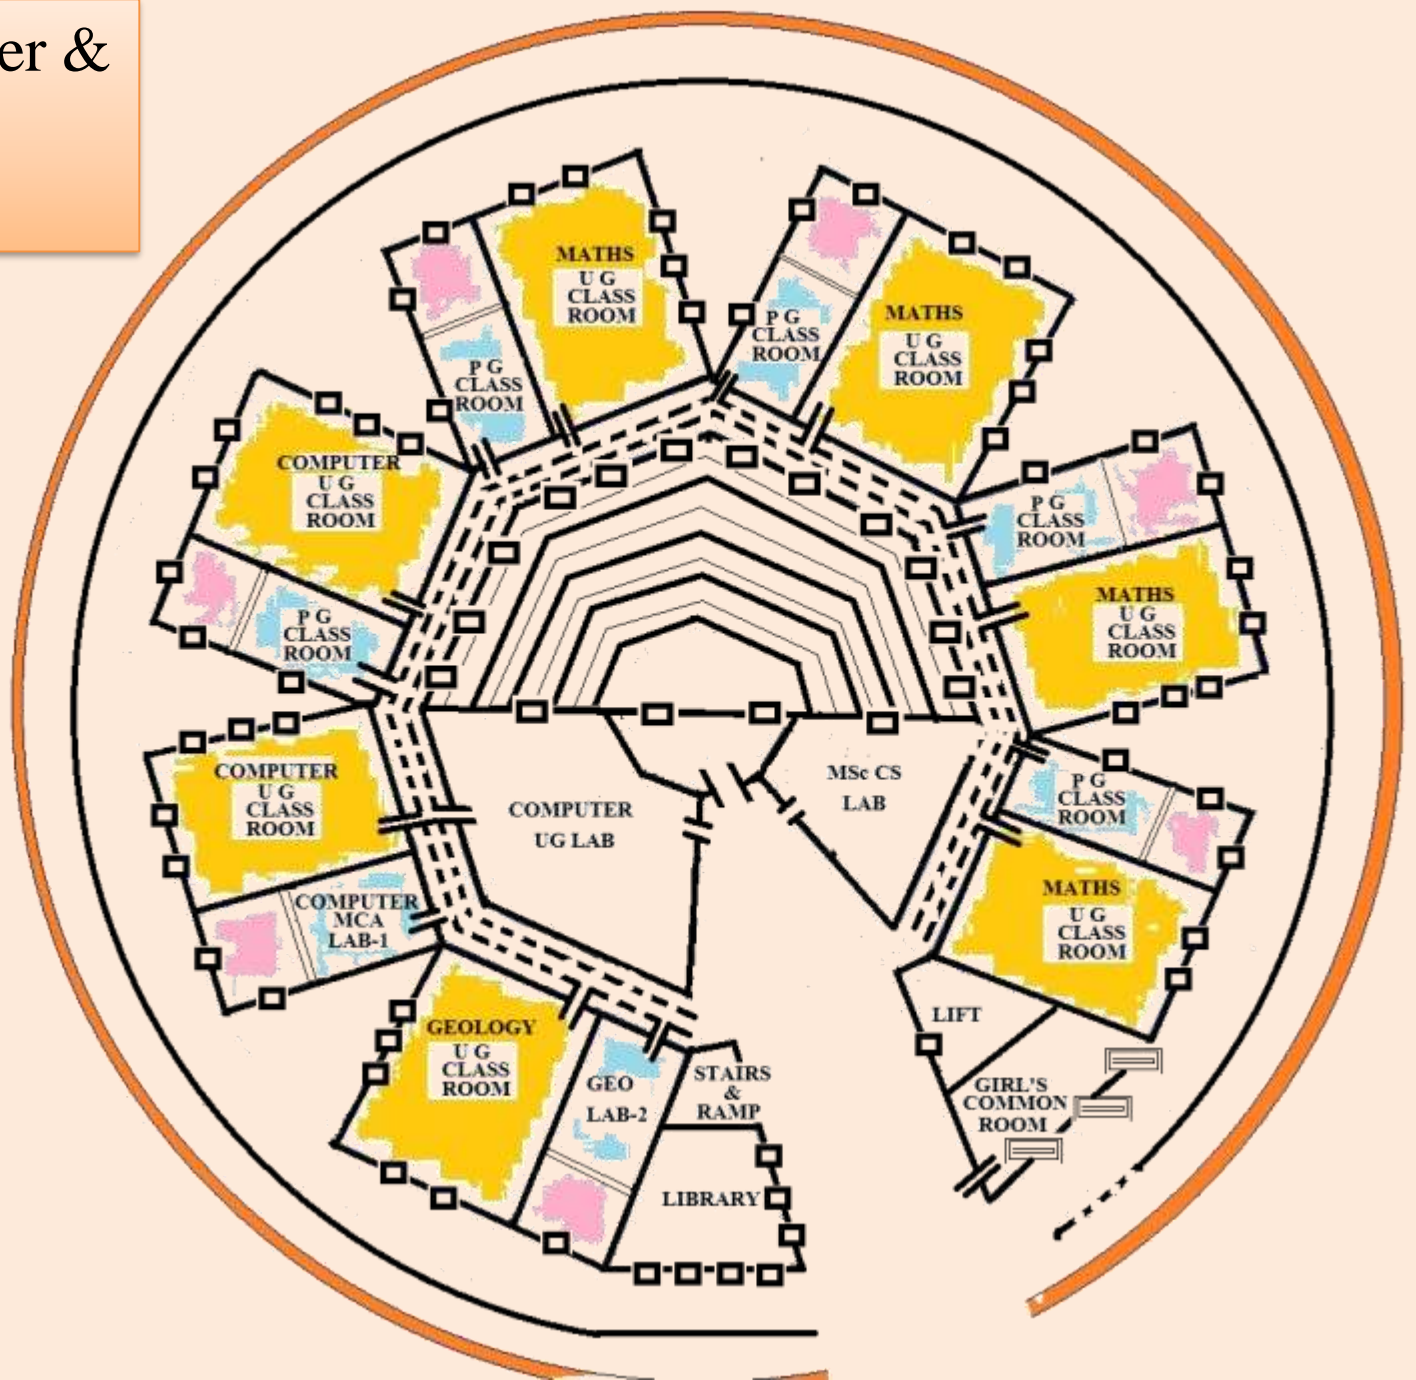 er &
MATHS
U G
CLASS
ROOM
P G
CLASS
ROOM
P G
CLASS
ROOM
MATHS
U G
CLASS
ROOM
COMPUTER
U G
CLASS
ROOM
P G
CLASS
ROOM
P G
CLASS
ROOM
MATHS
U G
CLASS
ROOM
COMPUTER
U G
CLASS
ROOM
COMPUTER
MCA
LAB-1
COMPUTER
UG LAB
MSc CS
LAB
P G
CLASS
ROOM
MATHS
U G
CLASS
ROOM
GEOLOGY
U G
CLASS
ROOM
GEO
LAB-2
STAIRS
&
RAMP
LIBRARY
LIFT
GIRL'S
COMMON
ROOM